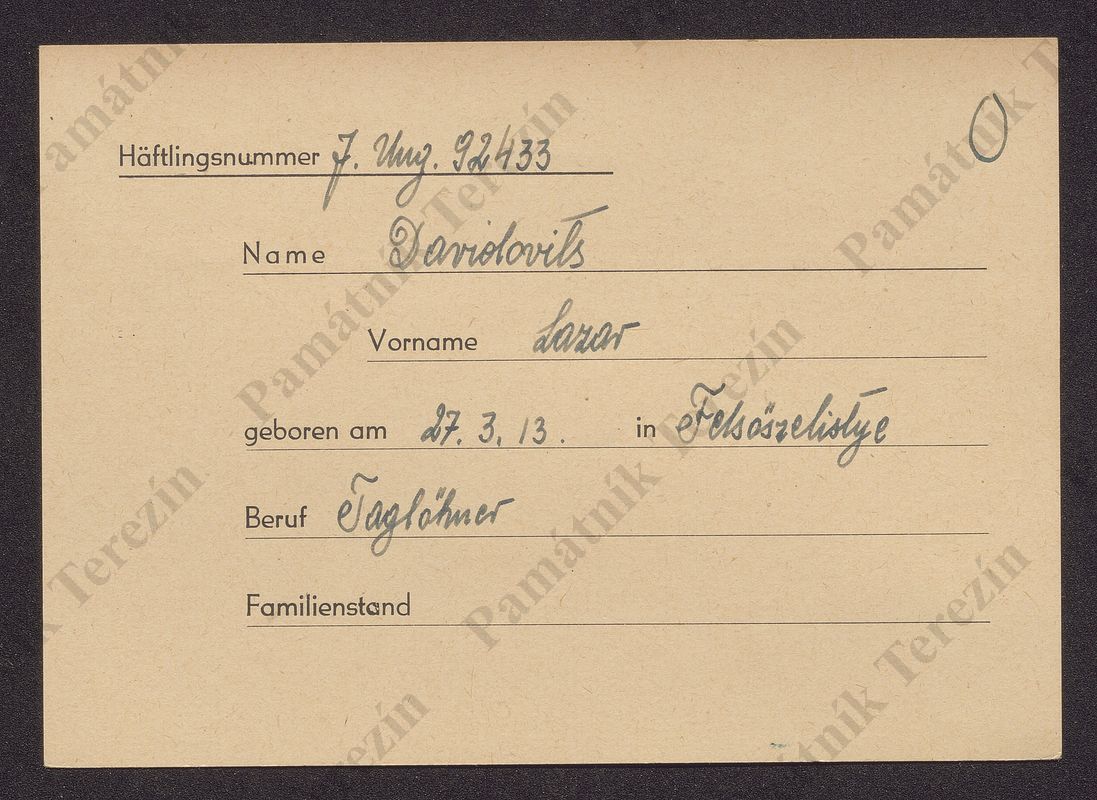 Häftlingsnummer J. Ung. 92433
Name Davidovits
Vorname Lazar
geboren am 27. 3. 13. in Felsöszelistye
Beruf Taglöhner
Familienstand
Památník Terezín